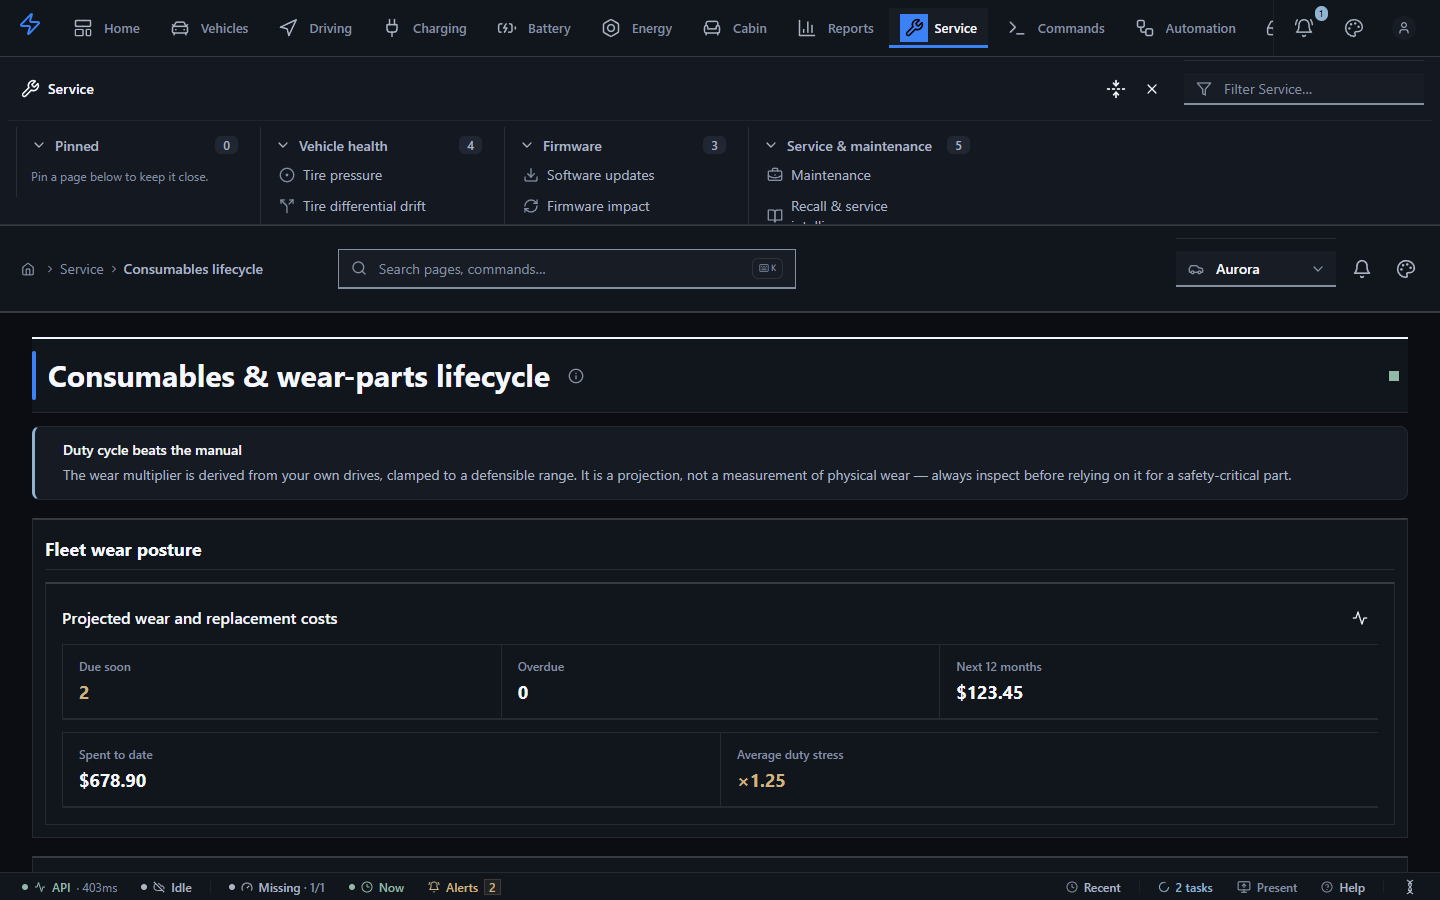 Home Vehicles Driving Charging Battery Energy Cabin Reports Service Commands Automation 1
Service
Filter Service...
Pinned 0
Pin a page below to keep it close.
Vehicle health 4
Tire pressure
Tire differential drift
Firmware 3
Software updates
Firmware impact
Service & maintenance 5
Maintenance
Recall & service
Service Consumables lifecycle
Search pages, commands... K
Aurora
Consumables & wear-parts lifecycle
Duty cycle beats the manual
The wear multiplier is derived from your own drives, clamped to a defensible range. It is a projection, not a measurement of physical wear — always inspect before relying on it for a safety-critical part.
Fleet wear posture
Projected wear and replacement costs
Due soon
2
Overdue
0
Next 12 months
$123.45
Spent to date
$678.90
Average duty stress
×1.25
API · 403ms Idle Missing · 1/1 Now Alerts 2 Recent 2 tasks Present Help